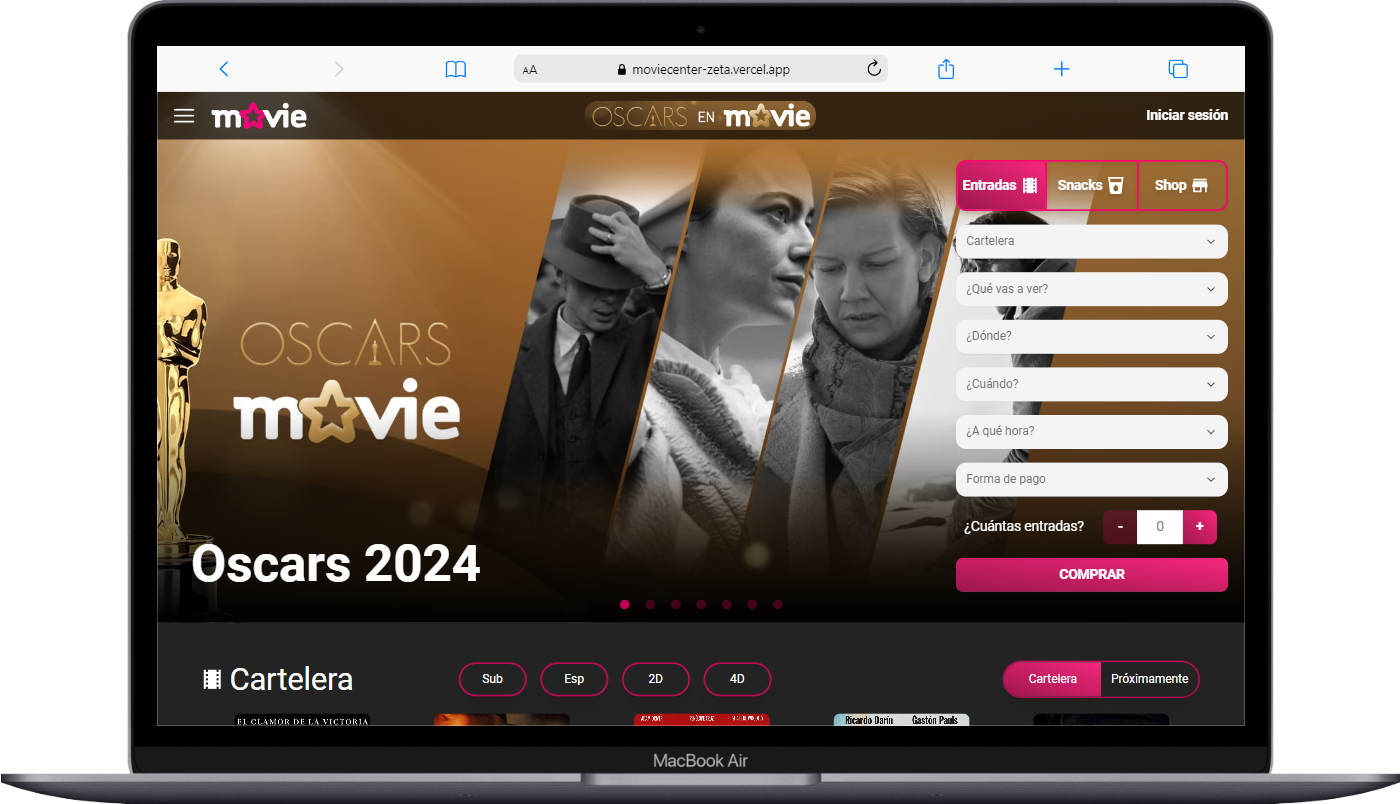 AA
moviecenter-zeta.vercel.app
movie
OSCARS EN movie
Iniciar sesión
Entradas
Snacks
Shop
Cartelera
¿Qué vas a ver?
¿Dónde?
¿Cuándo?
¿A qué hora?
Forma de pago
¿Cuántas entradas?
-
0
+
COMPRAR
OSCARS
movie
Oscars 2024
Cartelera
Sub
Esp
2D
4D
Cartelera
Próximamente
EL CLAMOR DE LA VICTORIA
Ricardo Darín
Gastón Pauls
MacBook Air